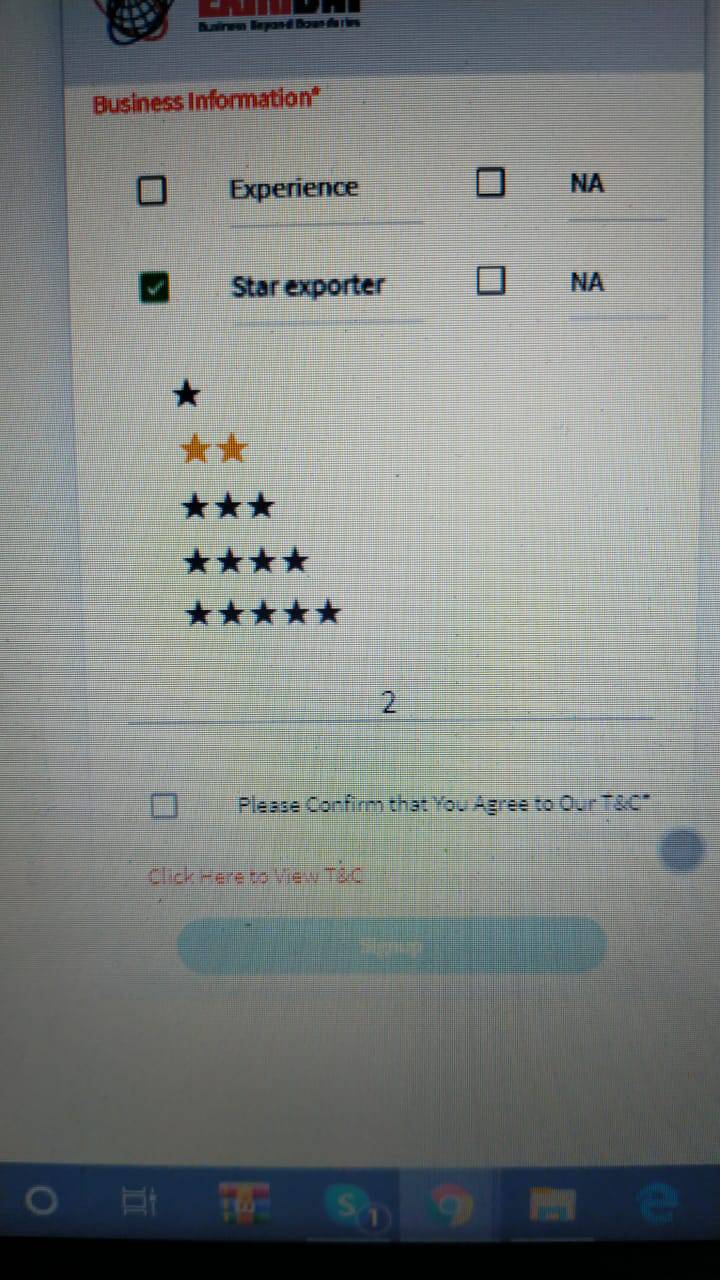 Business Beyond Boundaries
Business Information*
Experience NA
Star exporter NA
2
Please Confirm that You Agree to Our T&C*
Click Here to View T&C
Signup
S 1